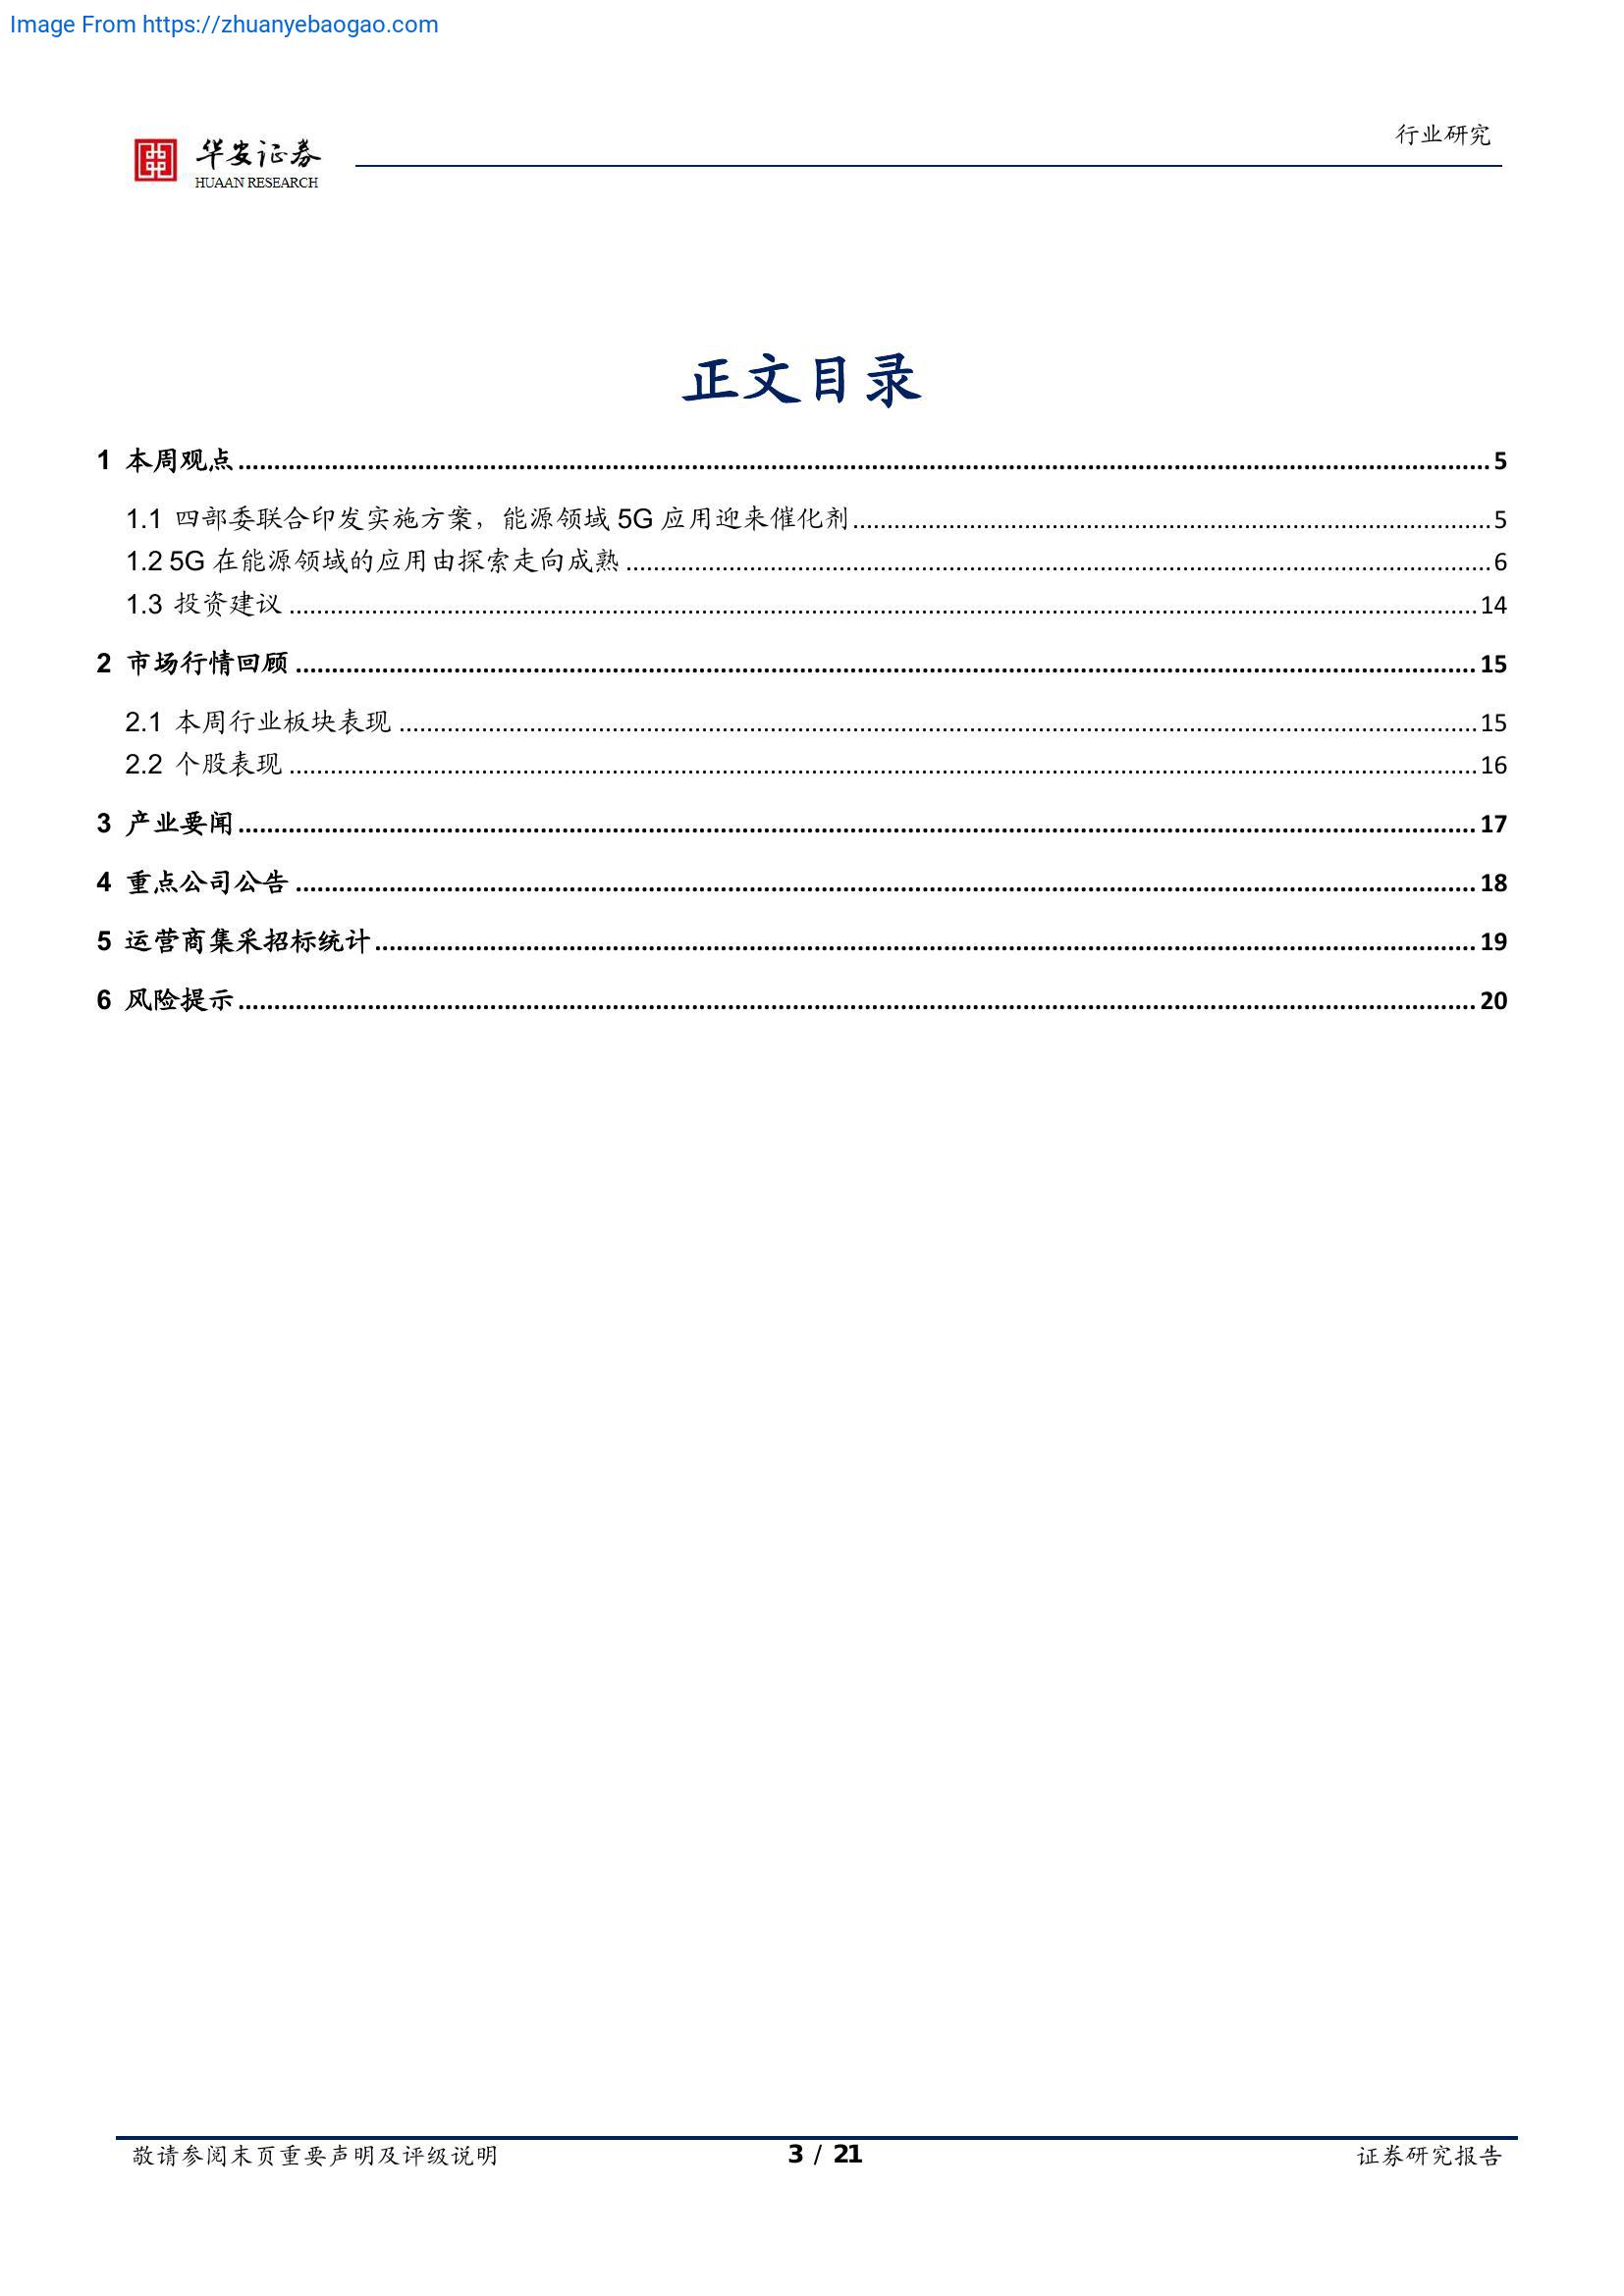 Image From https://zhuanyebaogao.com
行业研究
华安证券
HUAAN RESEARCH
正文目录
1 本周观点 5
1.1 四部委联合印发实施方案，能源领域 5G 应用迎来催化剂 5
1.2 5G 在能源领域的应用由探索走向成熟 6
1.3 投资建议 14
2 市场行情回顾 15
2.1 本周行业板块表现 15
2.2 个股表现 16
3 产业要闻 17
4 重点公司公告 18
5 运营商集采招标统计 19
6 风险提示 20
敬请参阅末页重要声明及评级说明 3 / 21 证券研究报告